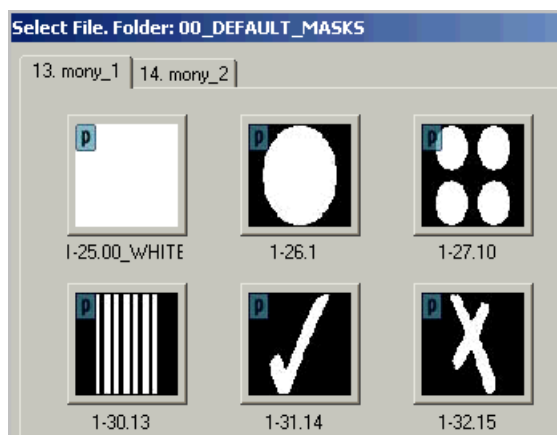 Select File. Folder: 00_DEFAULT_MASKS
13. mony_1 14. mony_2
p p p
1-25.00_WHITE 1-26.1 1-27.10
p p p
1-30.13 1-31.14 1-32.15